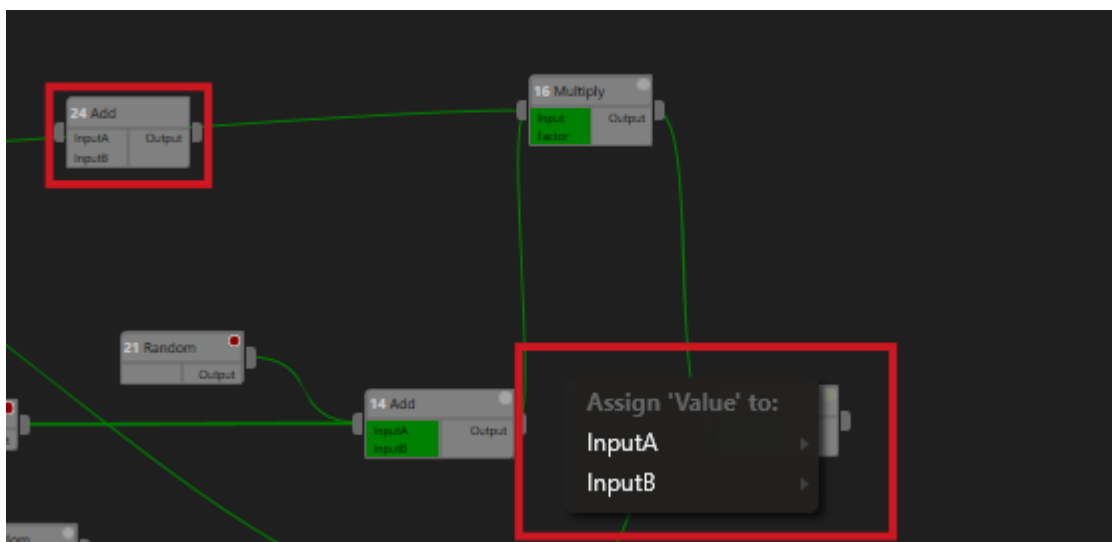 24 Add
InputA Output
InputB
16 Multiply
Input Output
Factor
21 Random
Output
14 Add
InputA Output
InputB
Assign 'Value' to:
InputA
InputB